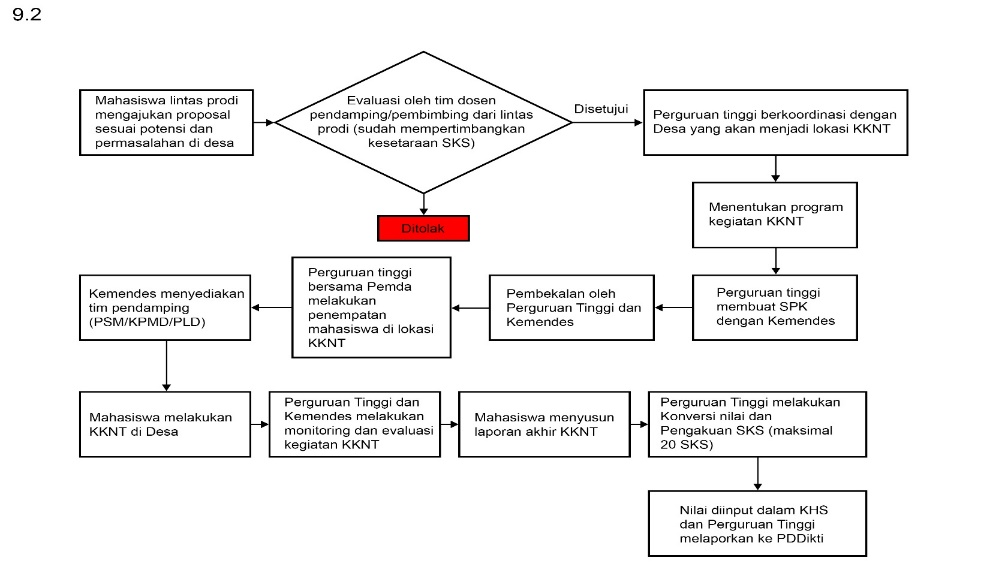 9.2
Mahasiswa lintas prodi
mengajukan proposal
sesuai potensi dan
permasalahan di desa
Evaluasi oleh tim dosen
pendamping/pembimbing dari lintas
prodi (sudah mempertimbangkan
kesetaraan SKS)
Disetujui
Perguruan tinggi berkoordinasi dengan
Desa yang akan menjadi lokasi KKNT
Ditolak
Menentukan program
kegiatan KKNT
Perguruan tinggi
membuat SPK
dengan Kemendes
Pembekalan oleh
Perguruan Tinggi dan
Kemendes
Perguruan tinggi
bersama Pemda
melakukan
penempatan
mahasiswa di lokasi
KKNT
Kemendes menyediakan
tim pendamping
(PSM/KPMD/PLD)
Mahasiswa melakukan
KKNT di Desa
Perguruan Tinggi dan
Kemendes melakukan
monitoring dan evaluasi
kegiatan KKNT
Mahasiswa menyusun
laporan akhir KKNT
Perguruan Tinggi melakukan
Konversi nilai dan
Pengakuan SKS (maksimal
20 SKS)
Nilai diinput dalam KHS
dan Perguruan Tinggi
melaporkan ke PDDikti